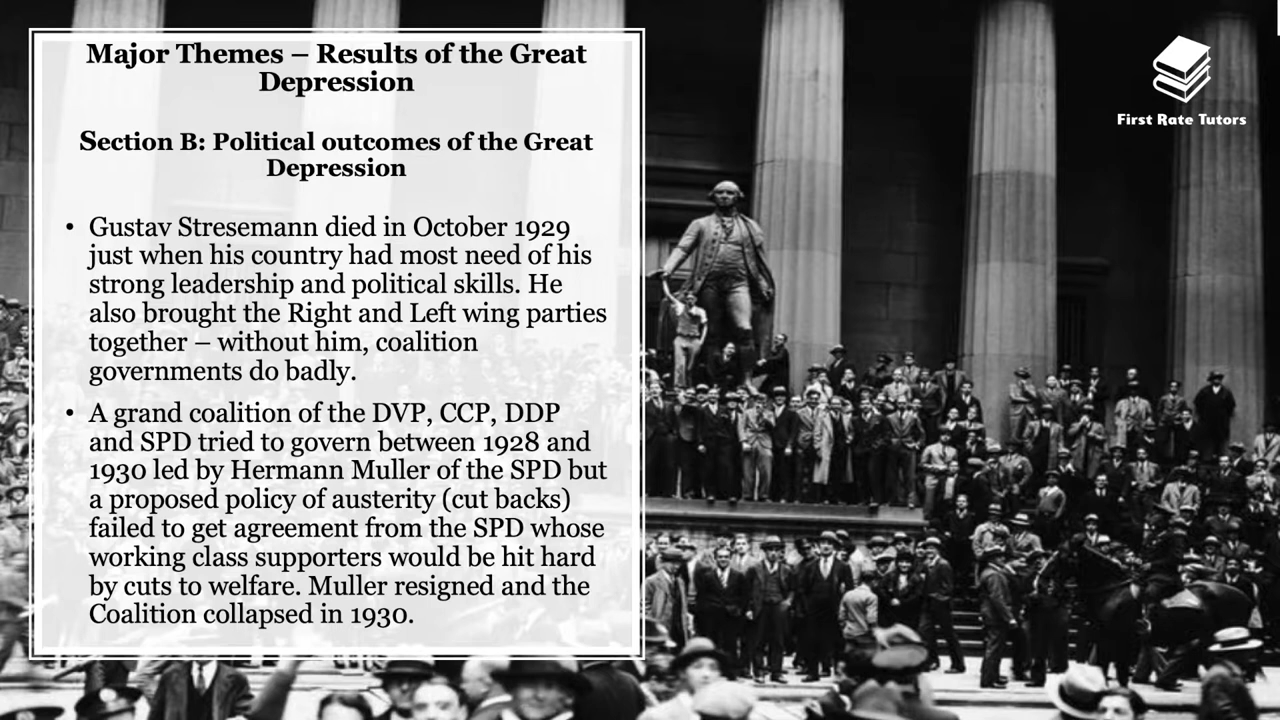 Major Themes – Results of the Great
Depression
Section B: Political outcomes of the Great
Depression
• Gustav Stresemann died in October 1929
just when his country had most need of his
strong leadership and political skills. He
also brought the Right and Left wing parties
together – without him, coalition
governments do badly.
• A grand coalition of the DVP, CCP, DDP
and SPD tried to govern between 1928 and
1930 led by Hermann Muller of the SPD but
a proposed policy of austerity (cut backs)
failed to get agreement from the SPD whose
working class supporters would be hit hard
by cuts to welfare. Muller resigned and the
Coalition collapsed in 1930.
First Rate Tutors